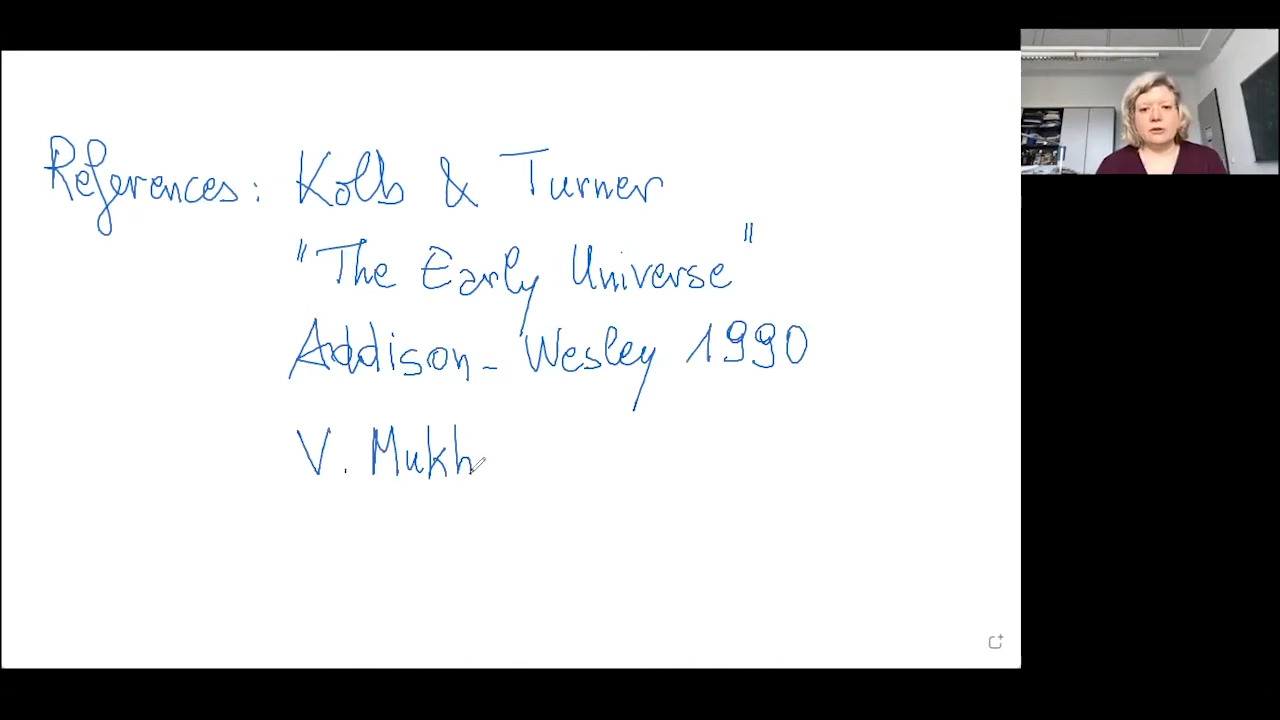 References: Kolb & Turner
"The Early Universe"
Addison-Wesley 1990
V. Mukh